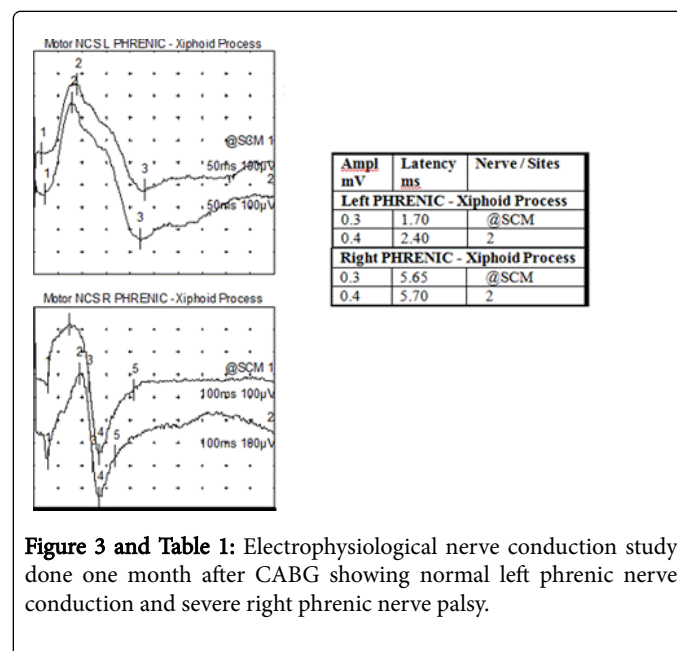 Motor NCS L PHRENIC - Xiphoid Process
2
2
1
@SCM 1
3
50ms 100µV
1
2
3
50ms 100µV
Motor NCS R PHRENIC - Xiphoid Process
1
2 3
@SCM 1
5
100ms 100µV
3 4 5
2
100ms 180µV
4
Ampl mV Latency ms Nerve / Sites
Left PHRENIC - Xiphoid Process
0.3 1.70 @SCM
0.4 2.40 2
Right PHRENIC - Xiphoid Process
0.3 5.65 @SCM
0.4 5.70 2
Figure 3 and Table 1: Electrophysiological nerve conduction study
done one month after CABG showing normal left phrenic nerve
conduction and severe right phrenic nerve palsy.